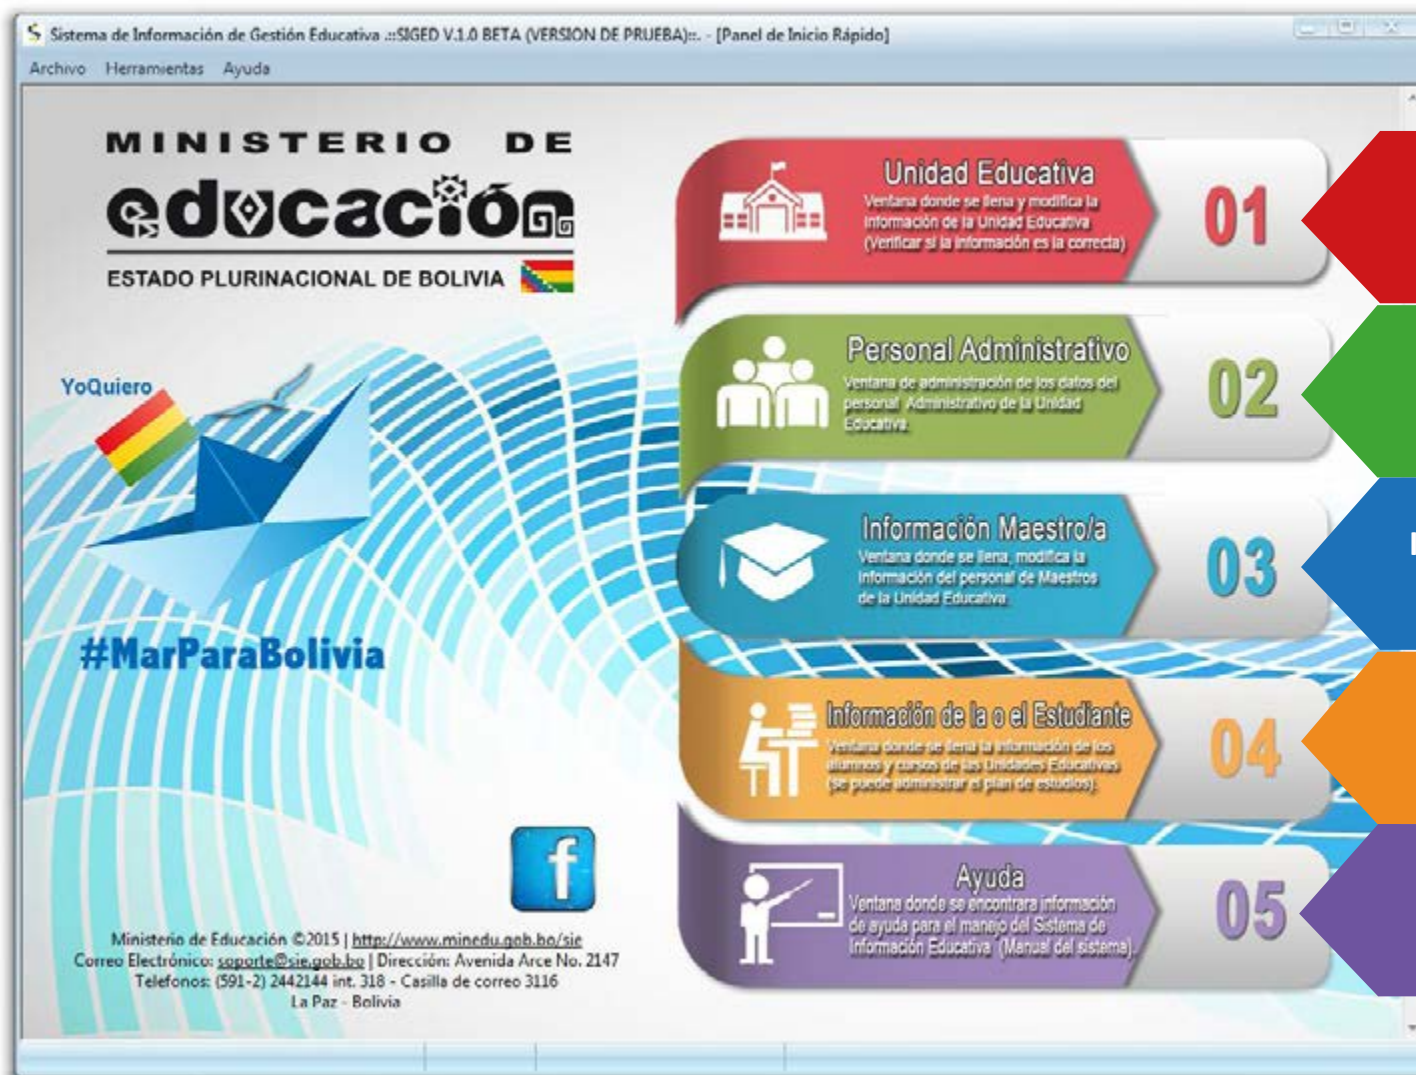 Sistema de Información de Gestión Educativa .::SIGED V.1.0 BETA (VERSION DE PRUEBA)::. - [Panel de Inicio Rápido]
Archivo Herramientas Ayuda
MINISTERIO DE
educación
ESTADO PLURINACIONAL DE BOLIVIA
YoQuiero
#MarParaBolivia
f
Ministerio de Educación ©2015 | http://www.minedu.gob.bo/sie
Correo Electrónico: soporte@sie.gob.bo | Dirección: Avenida Arce No. 2147
Telefonos: (591-2) 2442144 int. 318 - Casilla de correo 3116
La Paz - Bolivia
Unidad Educativa
Ventana donde se llena y modifica la
Información de la Unidad Educativa
(Verificar si la información es la correcta)
01
Personal Administrativo
Ventana de administración de los datos del
personal Administrativo de la Unidad
Educativa.
02
Información Maestro/a
Ventana donde se llena, modifica la
Información del personal de Maestros
de la Unidad Educativa.
03
Información de la o el Estudiante
Ventana donde se llena la información de los
alumnos y cursos de las Unidades Educativas
(se puede administrar el plan de estudios).
04
Ayuda
Ventana donde se encontrara información
de ayuda para el manejo del Sistema de
Información Educativa (Manual del sistema).
05